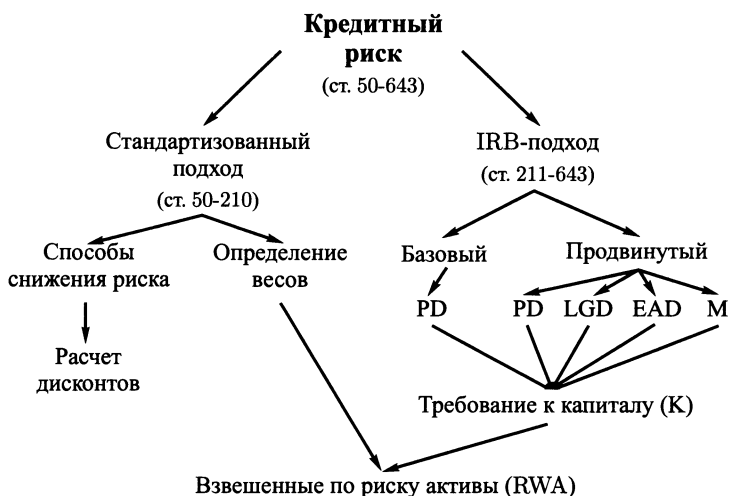 Кредитный
риск
(ст. 50-643)
Стандартизованный
подход
(ст. 50-210)
IRB-подход
(ст. 211-643)
Способы
снижения риска
Определение
весов
Базовый
Продвинутый
PD
PD
LGD
EAD
M
Расчет
дисконтов
Требование к капиталу (K)
Взвешенные по риску активы (RWA)